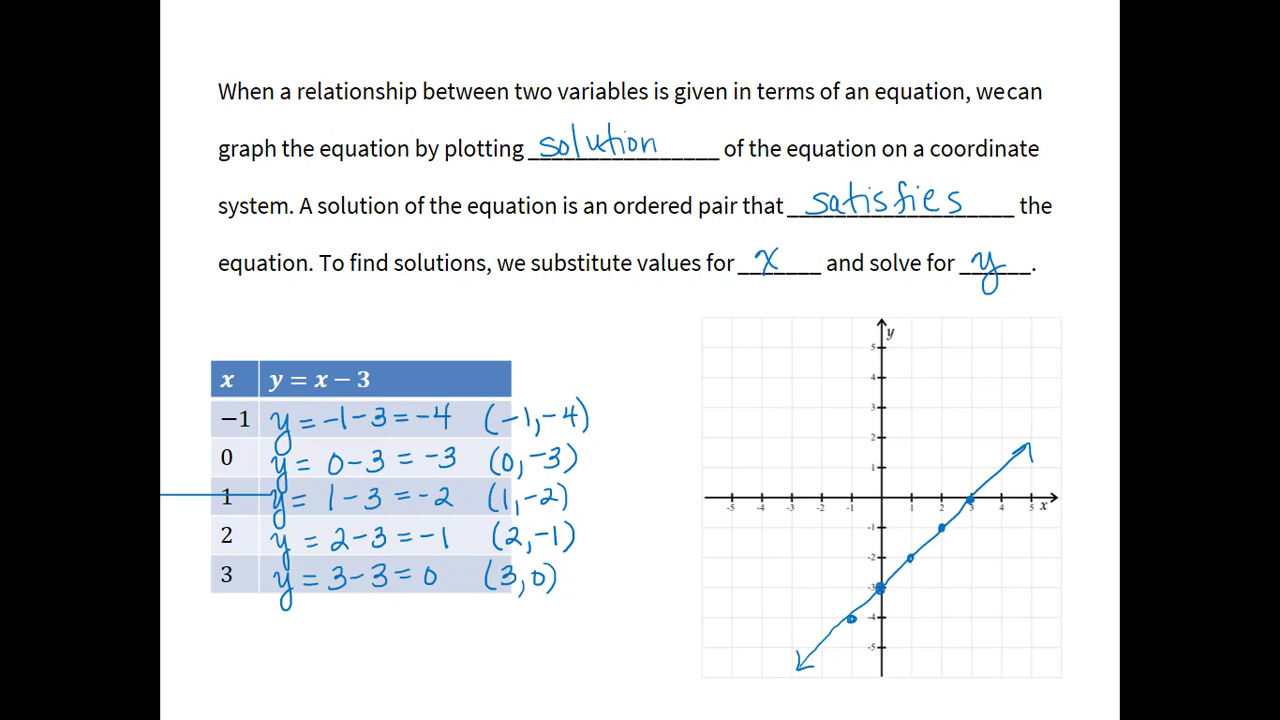 When a relationship between two variables is given in terms of an equation, we can
graph the equation by plotting solution of the equation on a coordinate
system. A solution of the equation is an ordered pair that satisfies the
equation. To find solutions, we substitute values for x and solve for y.
x y = x − 3
−1 y = -1 - 3 = -4 (-1, -4)
0 y = 0 - 3 = -3 (0, -3)
1 y = 1 - 3 = -2 (1, -2)
2 y = 2 - 3 = -1 (2, -1)
3 y = 3 - 3 = 0 (3, 0)
y
5
4
3
2
1
-5 -4 -3 -2 -1 1 2 3 4 5 x
-1
-2
-3
-4
-5